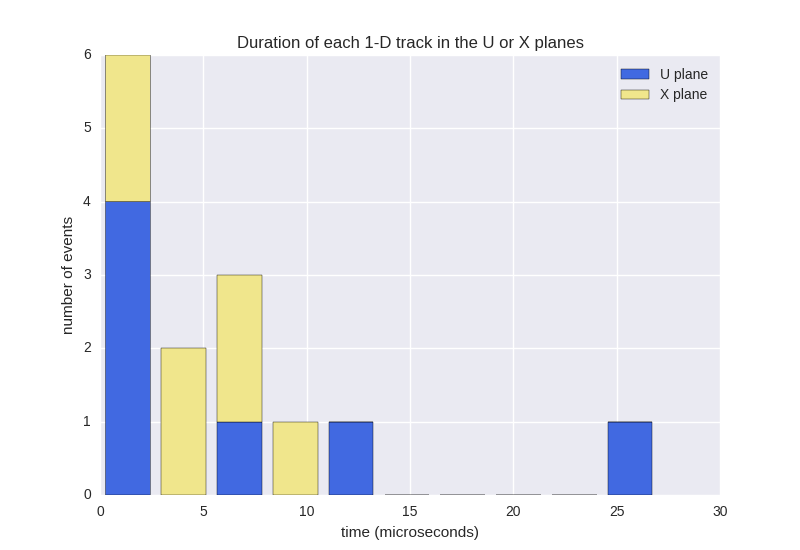 Duration of each 1-D track in the U or X planes
U plane
X plane
number of events
6
5
4
3
2
1
0
0 5 10 15 20 25 30
time (microseconds)